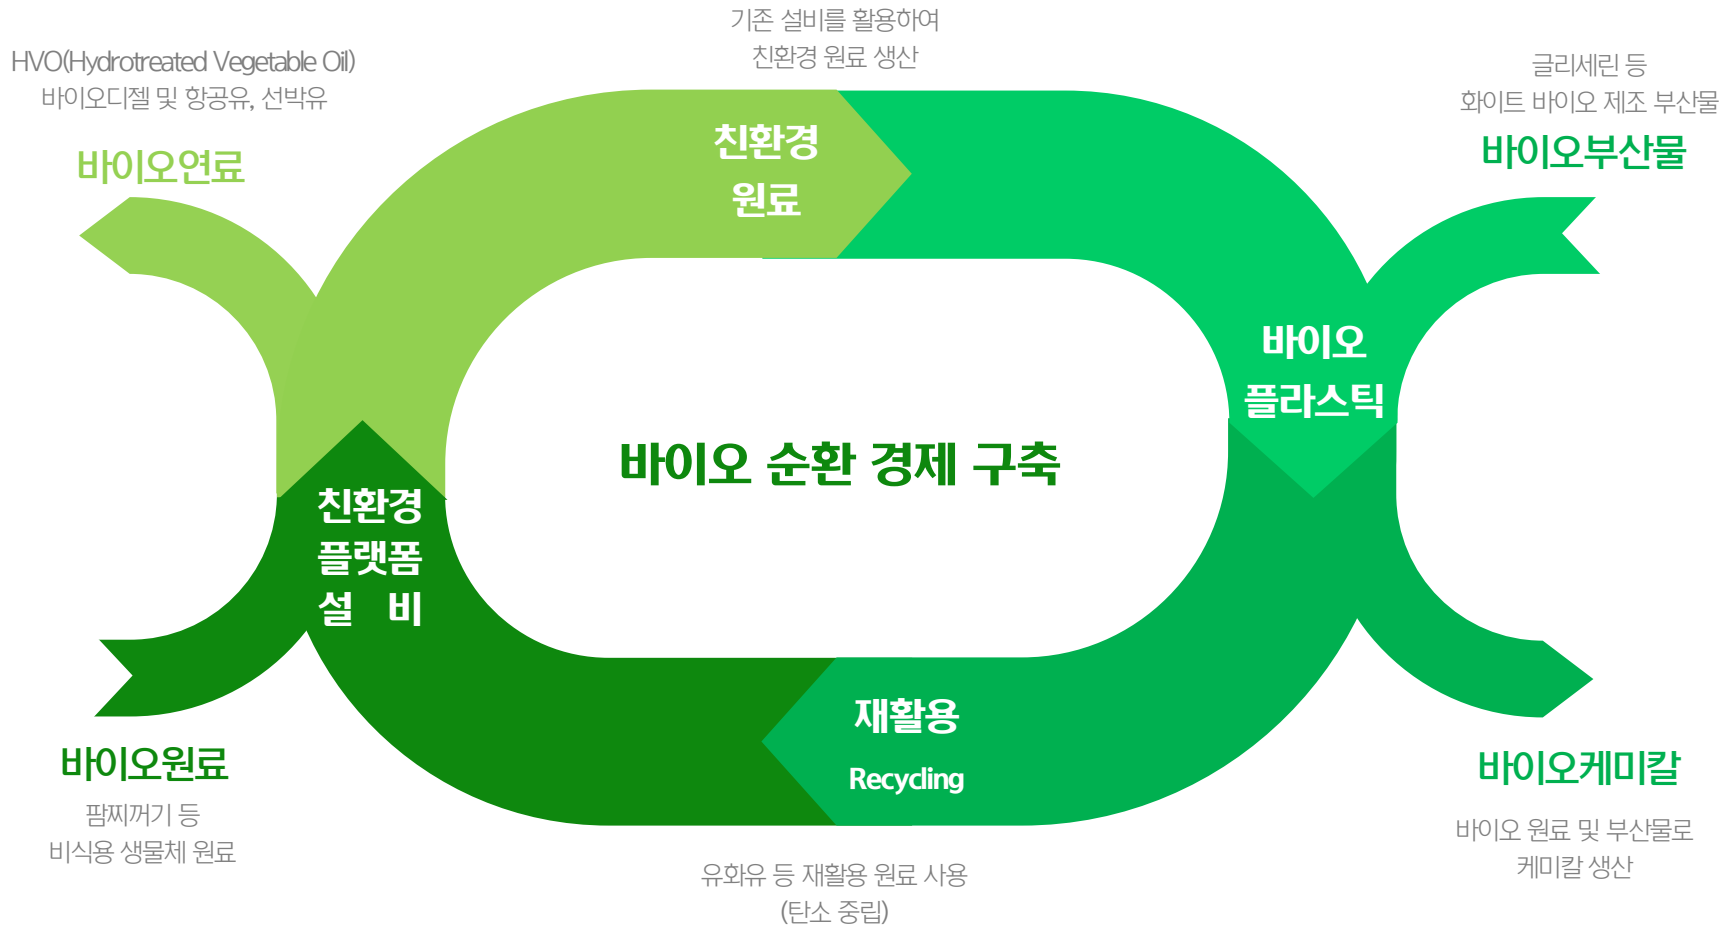 기존 설비를 활용하여
친환경 원료 생산
HVO(Hydrotreated Vegetable Oil)
바이오디젤 및 항공유, 선박유
바이오연료
글리세린 등
화이트 바이오 제조 부산물
바이오부산물
친환경
원료
바이오
플라스틱
바이오 순환 경제 구축
친환경
플랫폼
설 비
재활용
Recycling
바이오원료
팜찌꺼기 등
비식용 생물체 원료
바이오케미칼
바이오 원료 및 부산물로
케미칼 생산
유화유 등 재활용 원료 사용
(탄소 중립)